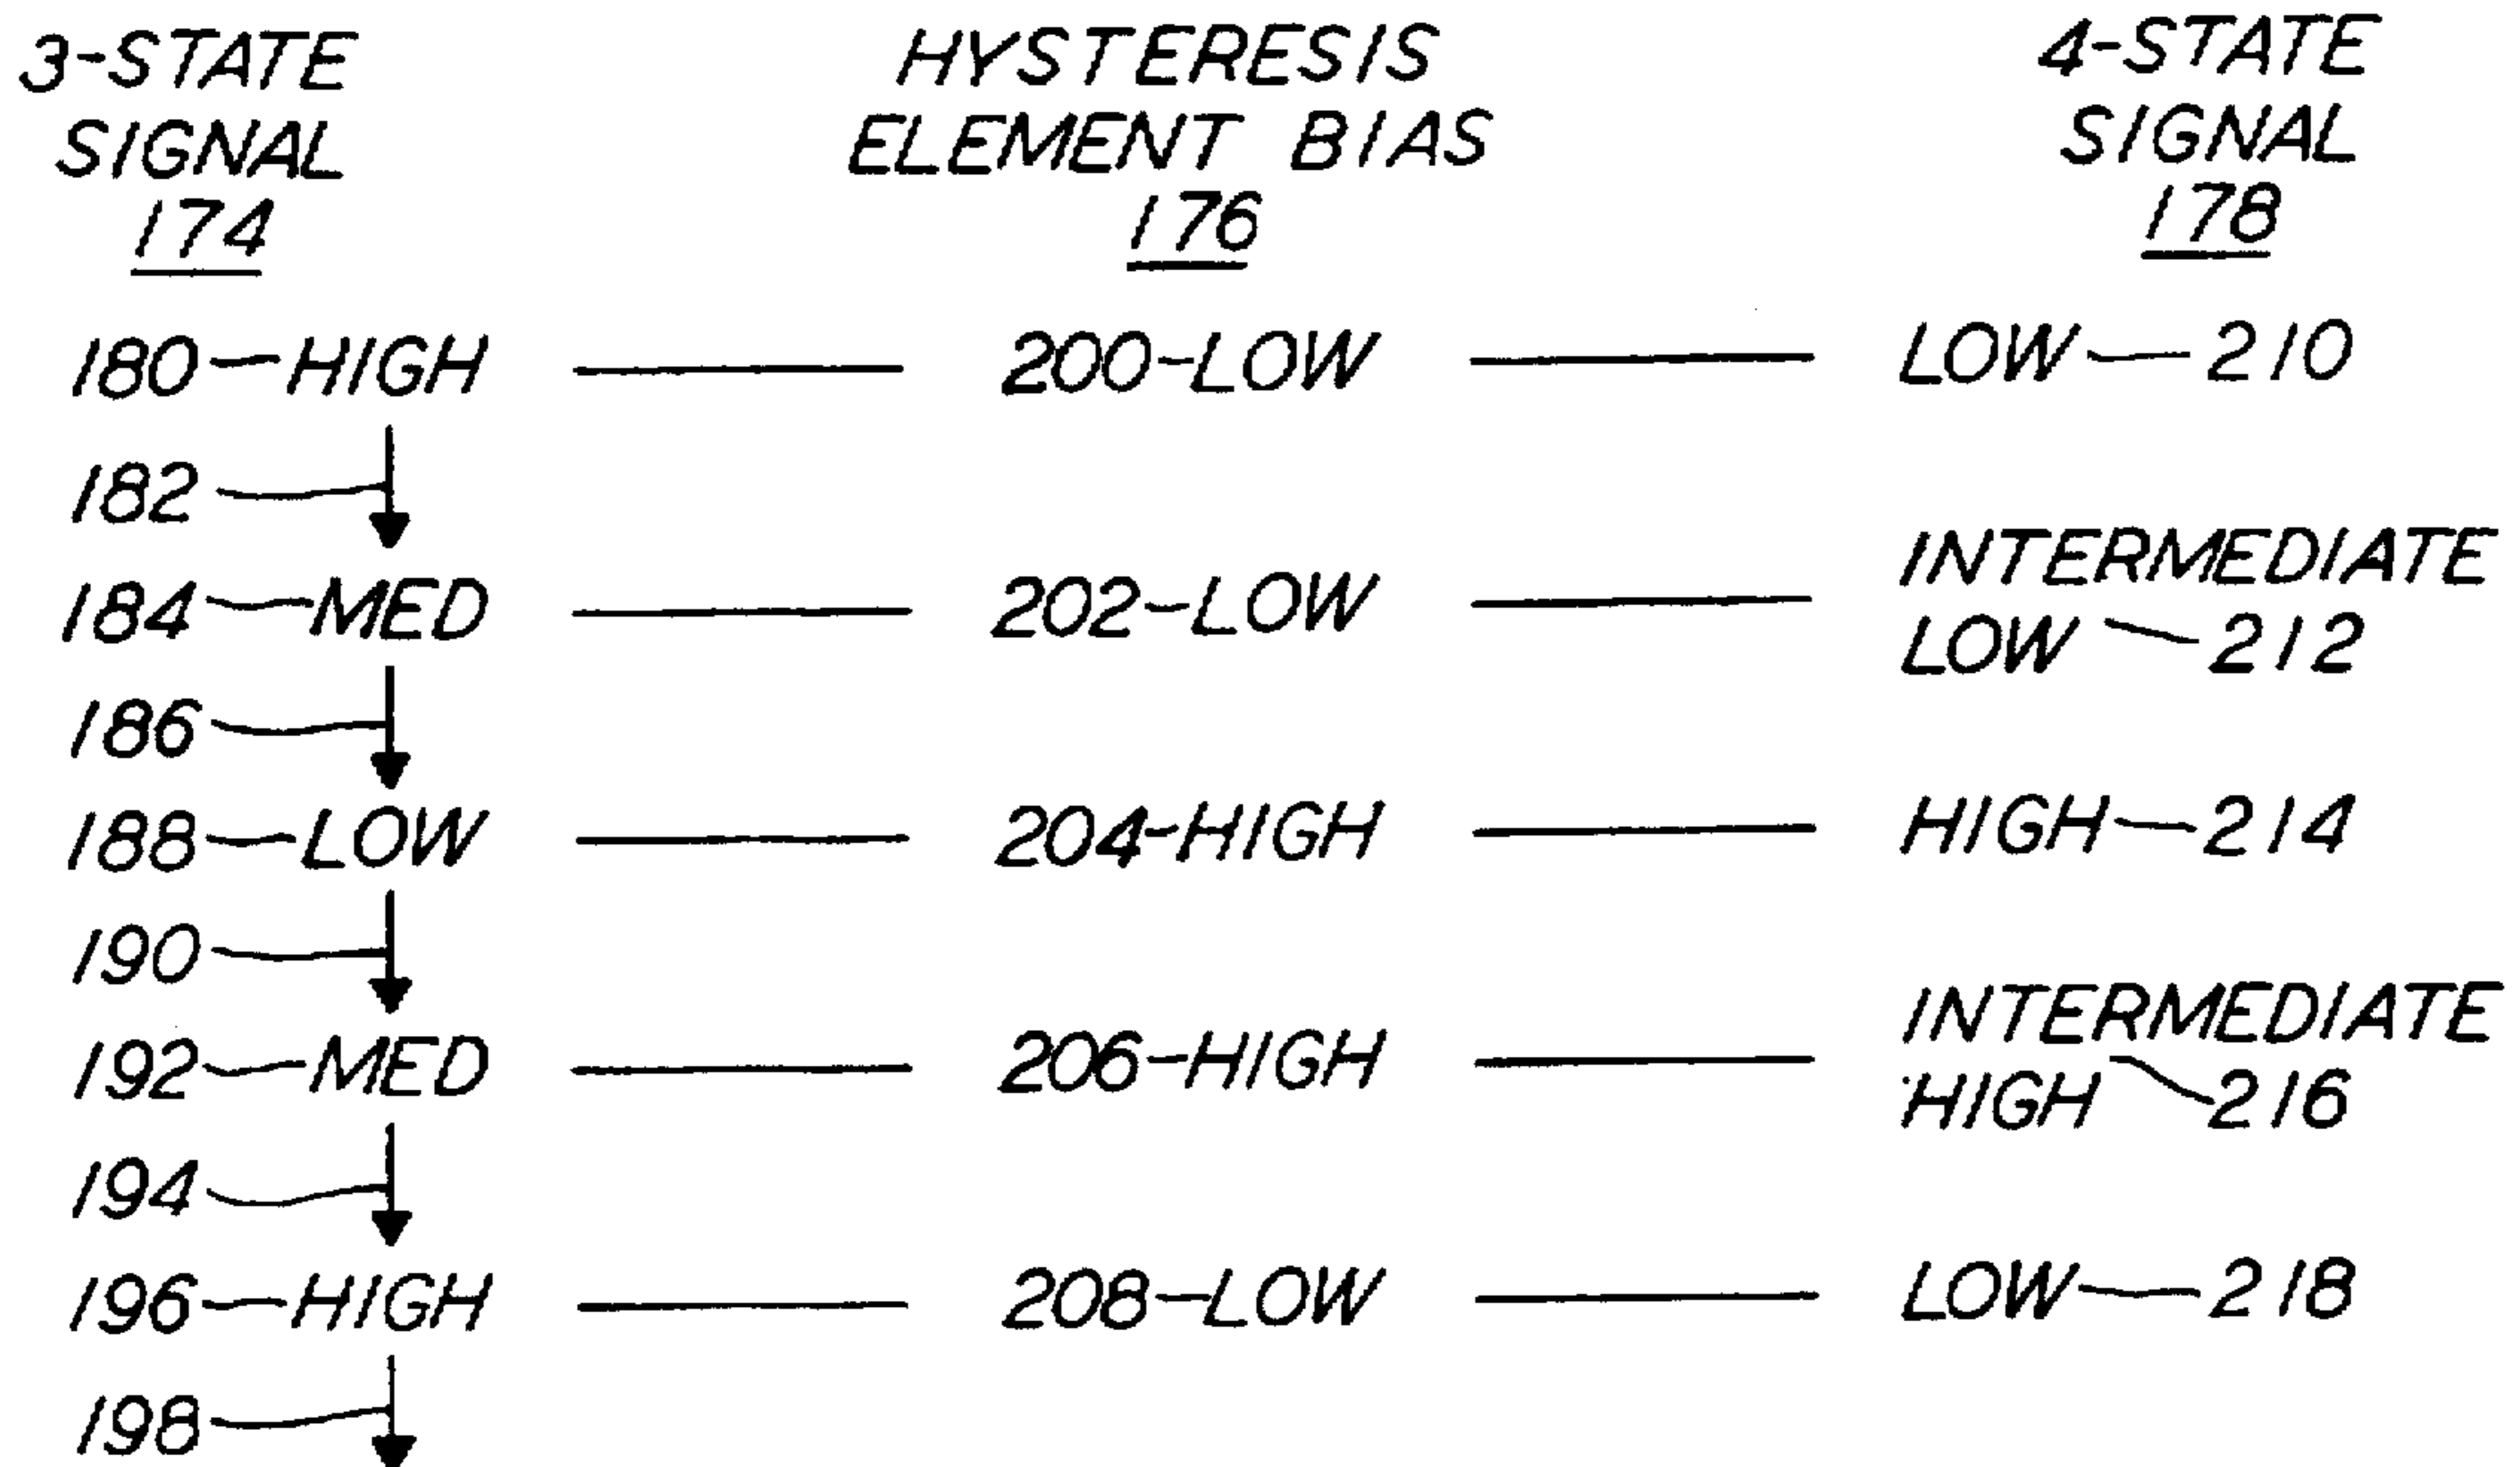 3-STATE
SIGNAL
174
HYSTERESIS
ELEMENT BIAS
176
4-STATE
SIGNAL
178
180 HIGH 200-LOW LOW 210
182
184 MED 202-LOW INTERMEDIATE
LOW 212
186
188 LOW 204-HIGH HIGH 214
190
192 MED 206-HIGH INTERMEDIATE
HIGH 216
194
196 HIGH 208-LOW LOW 218
198